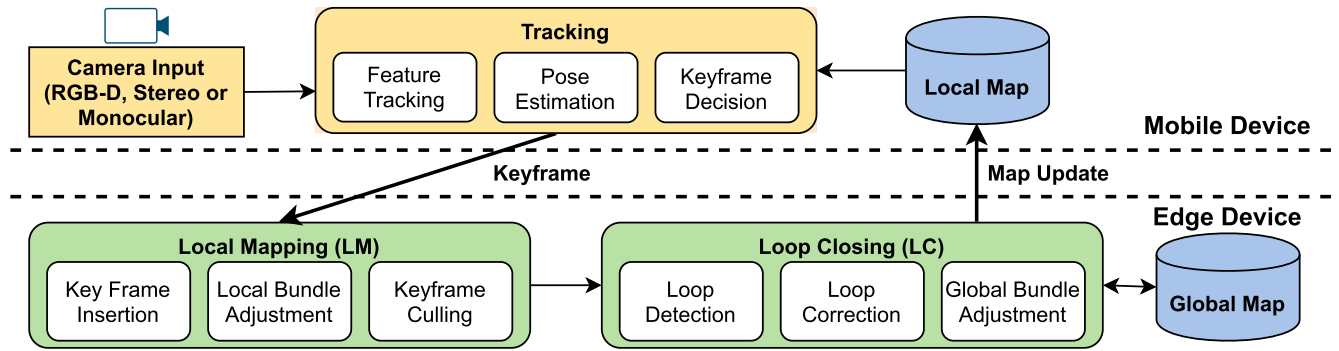 Tracking
Camera Input
(RGB-D, Stereo or
Monocular)
Feature
Tracking
Pose
Estimation
Keyframe
Decision
Local Map
Mobile Device
Keyframe
Map Update
Edge Device
Local Mapping (LM)
Key Frame
Insertion
Local Bundle
Adjustment
Keyframe
Culling
Loop Closing (LC)
Loop
Detection
Loop
Correction
Global Bundle
Adjustment
Global Map